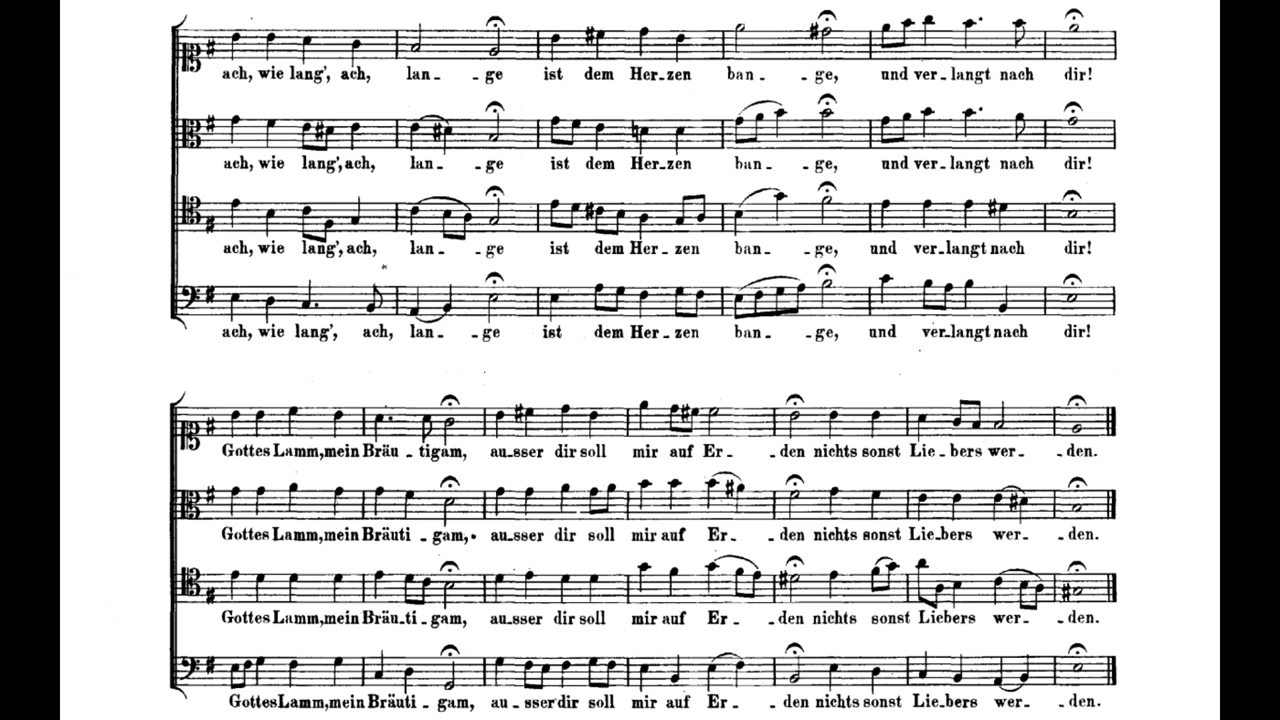 ach, wie lang', ach, lan - - ge ist dem Her-zen ban - - ge, und ver-langt nach dir!
ach, wie lang', ach, lan - - ge ist dem Her-zen ban - - ge, und ver-langt nach dir!
ach, wie lang', ach, lan - - ge ist dem Her-zen ban - - ge, und ver-langt nach dir!
ach, wie lang', ach, lan - - ge ist dem Her-zen ban - - ge, und ver-langt nach dir!
Gottes Lamm, mein Bräu - tigam, au-sser dir soll mir auf Er - - den nichts sonst Lie-bers wer - - den.
Gottes Lamm, mein Bräuti - gam, au-sser dir soll mir auf Er - - den nichts sonst Lie-bers wer - - den.
Gottes Lamm, mein Bräu-ti-gam, au-sser dir soll mir auf Er - - den nichts sonst Liebers wer - - den.
Gottes Lamm, mein Bräuti - gam, au-sser dir soll mir auf Er - - den nichts sonst Lie-bers wer - - den.